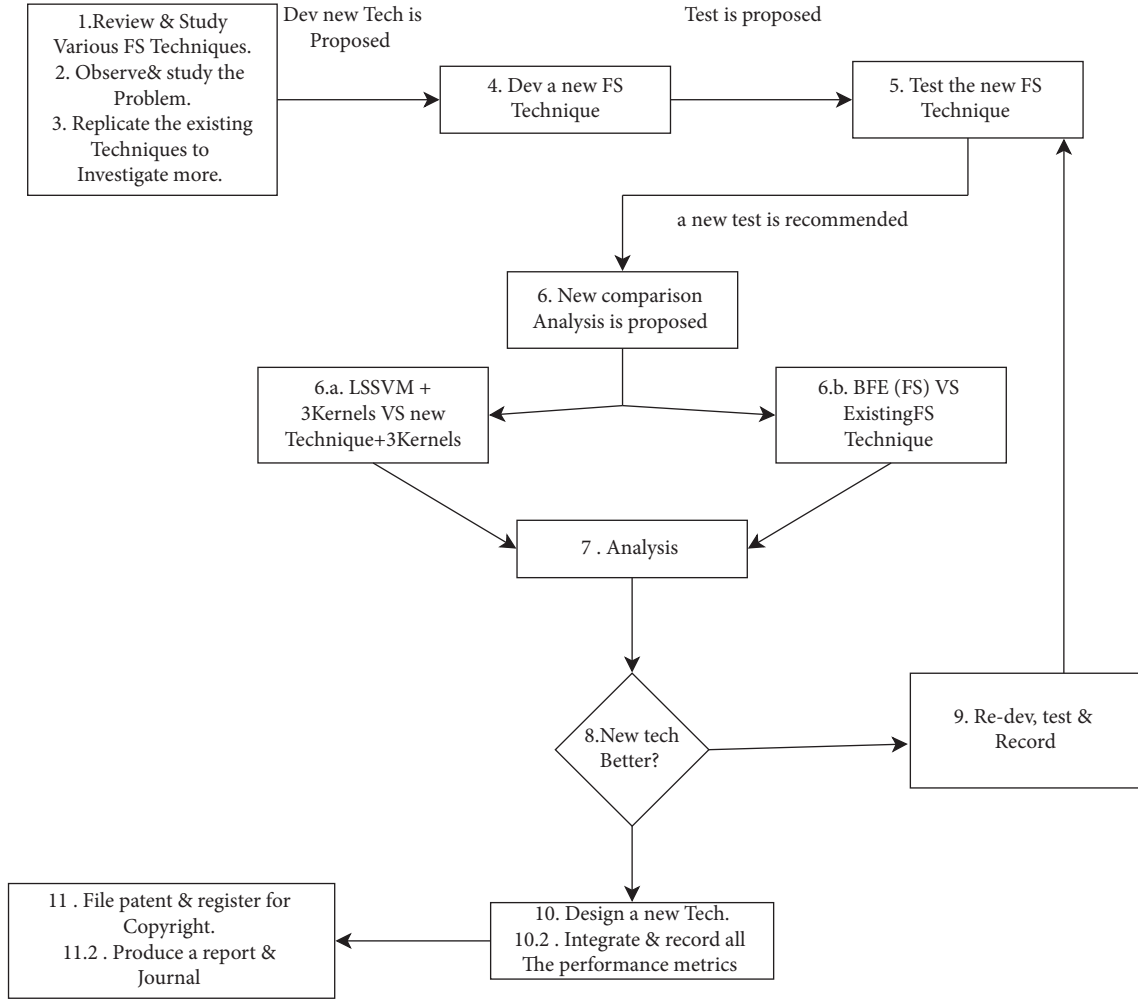 1.Review & Study
Various FS Techniques.
2. Observe& study the
Problem.
3. Replicate the existing
Techniques to
Investigate more.
Dev new Tech is
Proposed
4. Dev a new FS
Technique
Test is proposed
5. Test the new FS
Technique
a new test is recommended
6. New comparison
Analysis is proposed
6.a. LSSVM +
3Kernels VS new
Technique+3Kernels
6.b. BFE (FS) VS
ExistingFS
Technique
7 . Analysis
8.New tech
Better?
9. Re-dev, test &
Record
10. Design a new Tech.
10.2 . Integrate & record all
The performance metrics
11 . File patent & register for
Copyright.
11.2 . Produce a report &
Journal